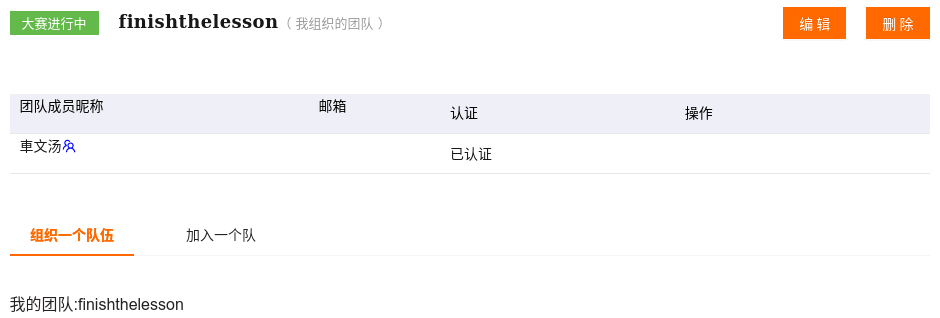 大赛进行中 finishthelesson（ 我组织的团队 ） 编 辑 删 除
团队成员昵称 邮箱 认证 操作
車文汤 已认证
组织一个队伍 加入一个队
我的团队:finishthelesson